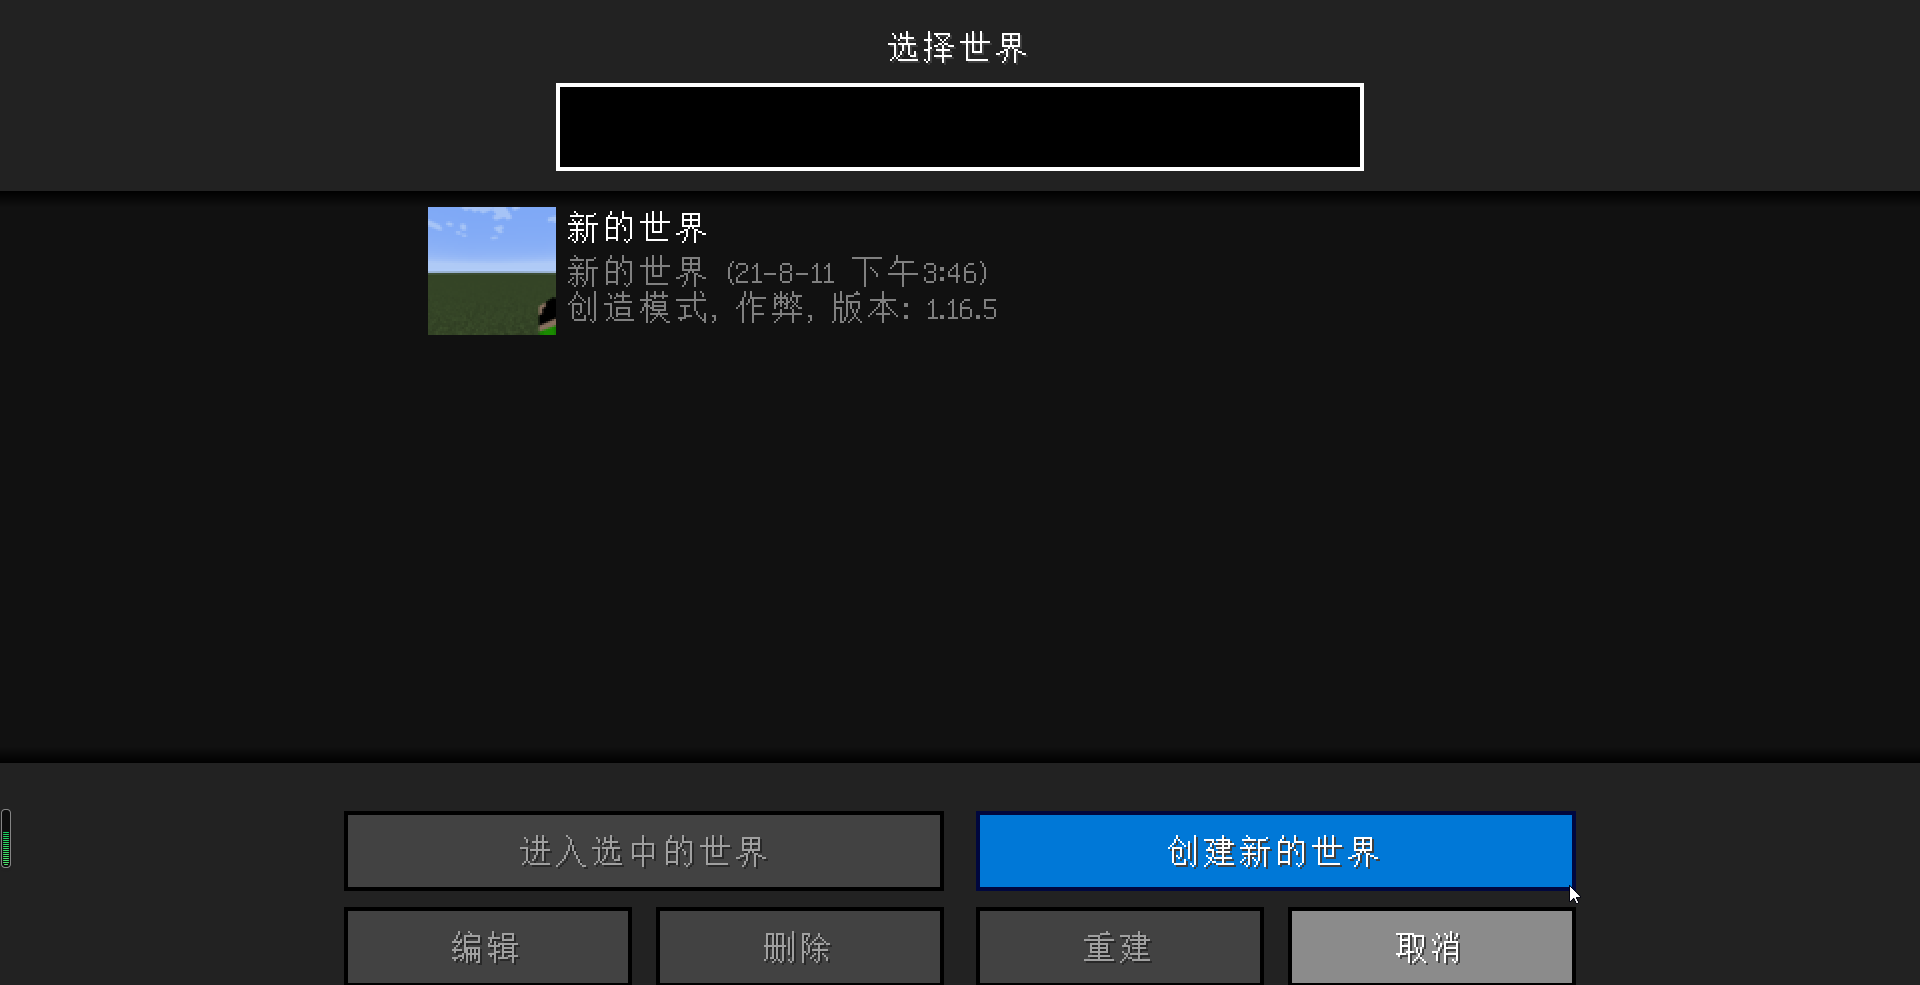 选择世界
新的世界
新的世界 (21-8-11 下午3:46)
创造模式, 作弊, 版本: 1.16.5
进入选中的世界
创建新的世界
编辑
删除
重建
取消